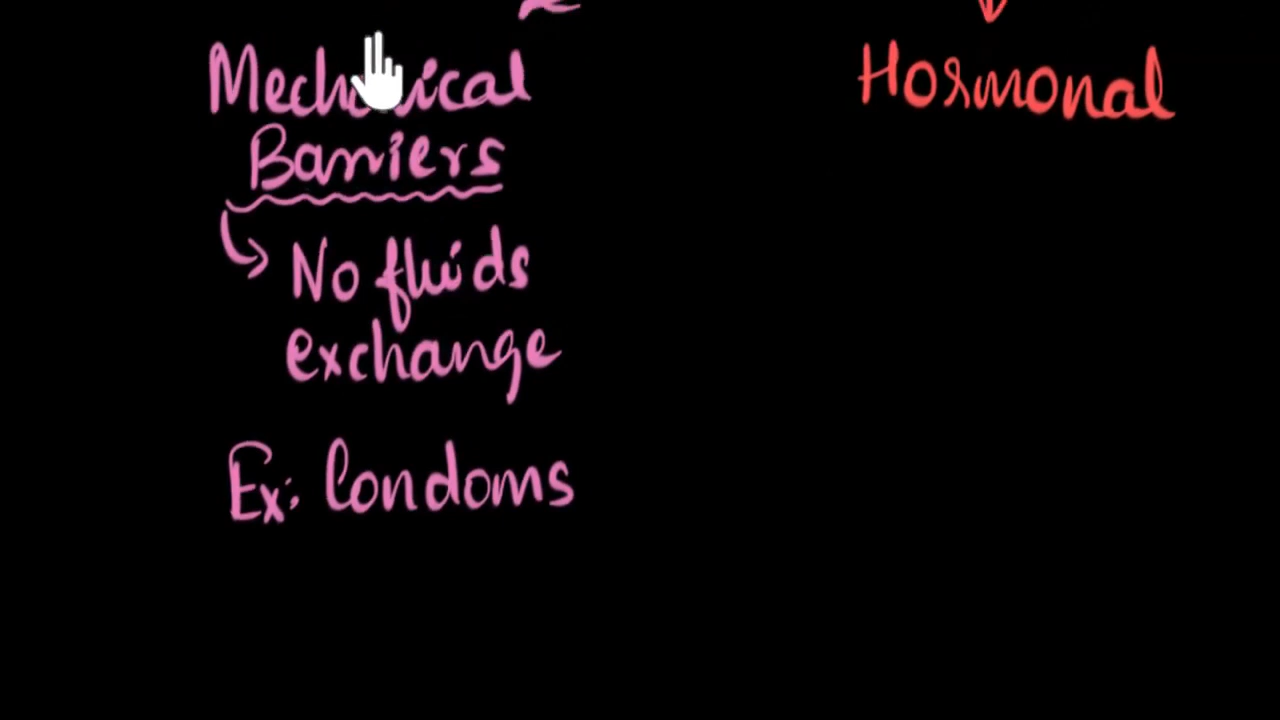 Mechanical
Barriers
Hormonal
No fluids
exchange
Ex: Condoms